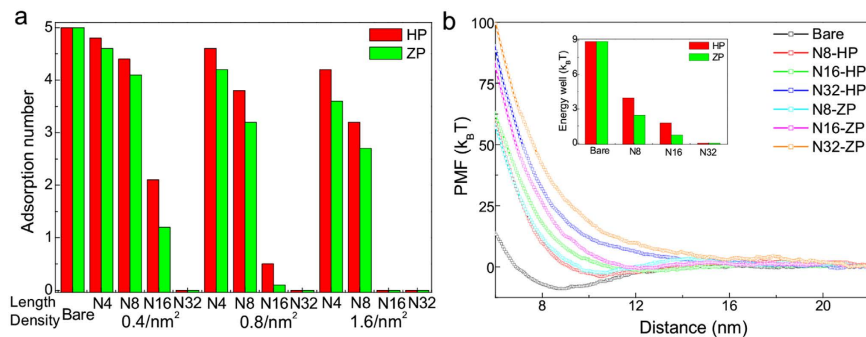 a
Adsorption number
5
4
3
2
1
0
HP
ZP
Length
Density
Bare
N4 N8 N16 N32
N4 N8 N16 N32
N4 N8 N16 N32
0.4/nm²
0.8/nm²
1.6/nm²
b
PMF (k_BT)
100
75
50
25
0
8 12 16 20
Distance (nm)
Energy well (k_BT)
9
6
3
0
HP
ZP
Bare N8 N16 N32
Bare
N8-HP
N16-HP
N32-HP
N8-ZP
N16-ZP
N32-ZP